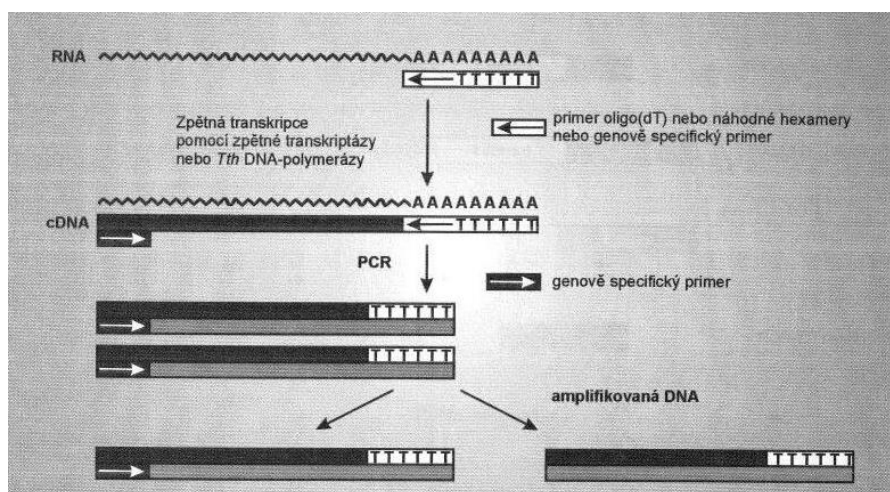 RNA
AAAAAAAAA
TTTTTT
Zpětná transkripce
pomocí zpětné transkriptázy
nebo Tth DNA-polymerázy
primer oligo(dT) nebo náhodné hexamery
nebo genově specifický primer
AAAAAAAAA
cDNA
TTTTTT
PCR
genově specifický primer
TTTTTT
TTTTTT
amplifikovaná DNA
TTTTTT
TTTTTT